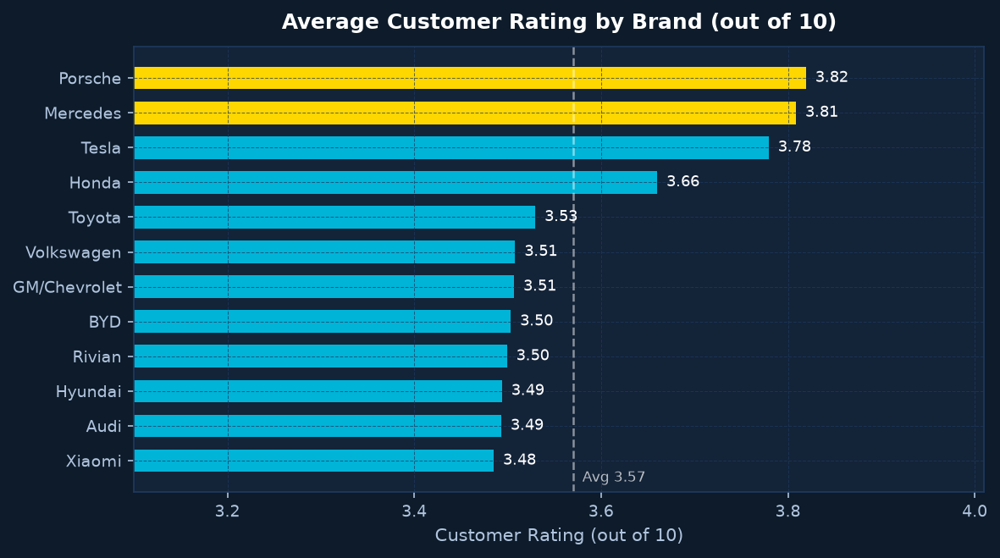 Average Customer Rating by Brand (out of 10)
Porsche 3.82
Mercedes 3.81
Tesla 3.78
Honda 3.66
Toyota 3.53
Volkswagen 3.51
GM/Chevrolet 3.51
BYD 3.50
Rivian 3.50
Hyundai 3.49
Audi 3.49
Xiaomi 3.48
Avg 3.57
3.2 3.4 3.6 3.8 4.0
Customer Rating (out of 10)